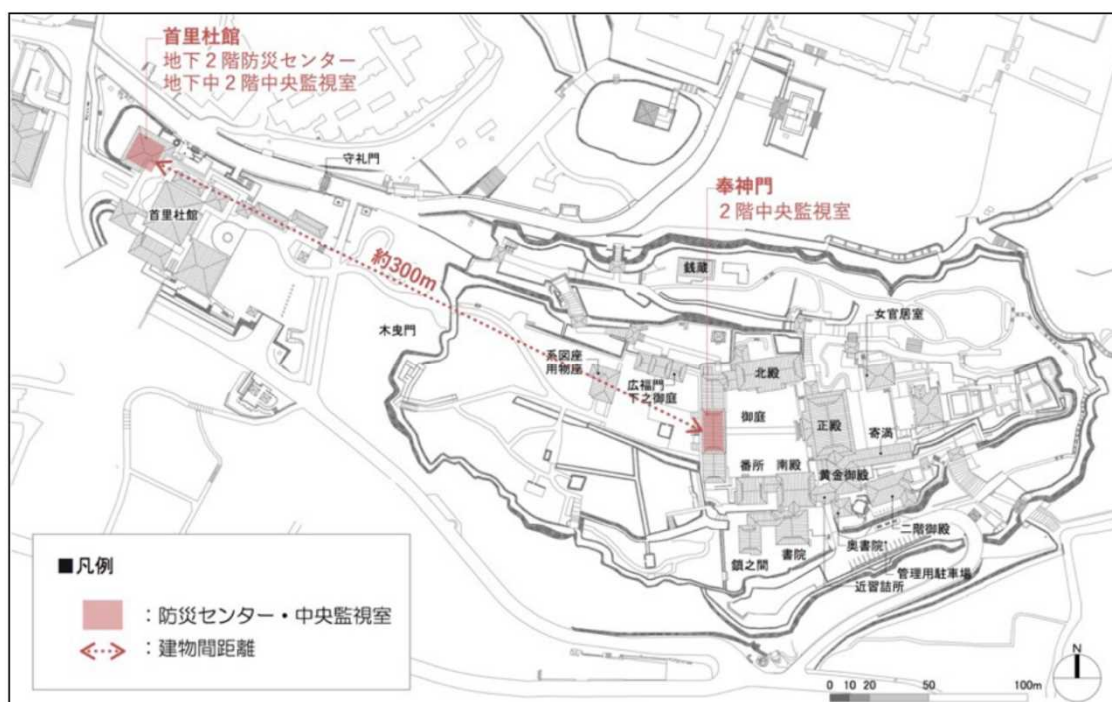 首里杜館
地下２階防災センター
地下中２階中央監視室
守礼門
首里杜館
奉神門
２階中央監視室
約300m
銭蔵
女官居室
木曳門
系図座
用物座
広福門
下之御庭
北殿
御庭
正殿
寄満
番所
南殿
黄金御殿
二階御殿
奥書院
鎖之間
書院
管理用駐車場
近習詰所
■凡例
：防災センター・中央監視室
：建物間距離
N
0 10 20 50 100m